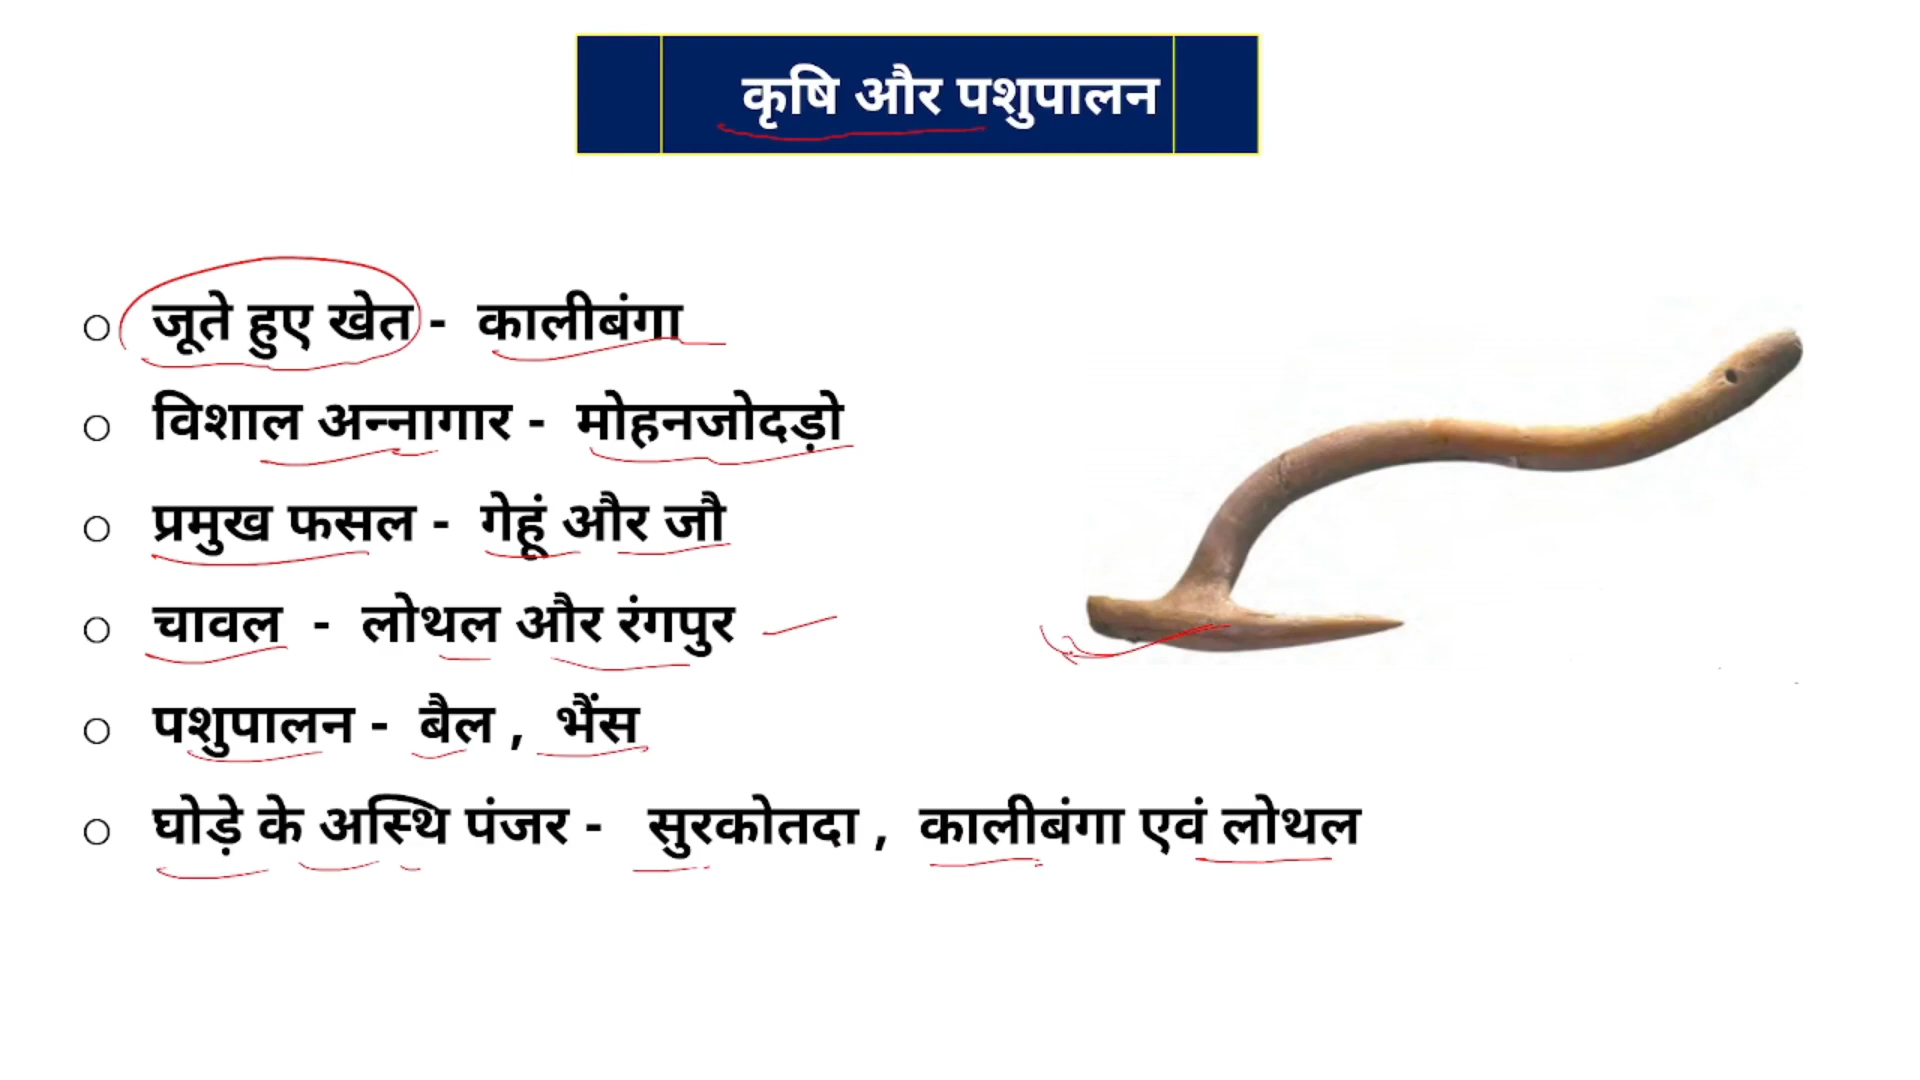 कृषि और पशुपालन
जूते हुए खेत - कालीबंगा
विशाल अन्नागार - मोहनजोदड़ो
प्रमुख फसल - गेहूं और जौ
चावल - लोथल और रंगपुर
पशुपालन - बैल , भैंस
घोड़े के अस्थि पंजर - सुरकोतदा , कालीबंगा एवं लोथल